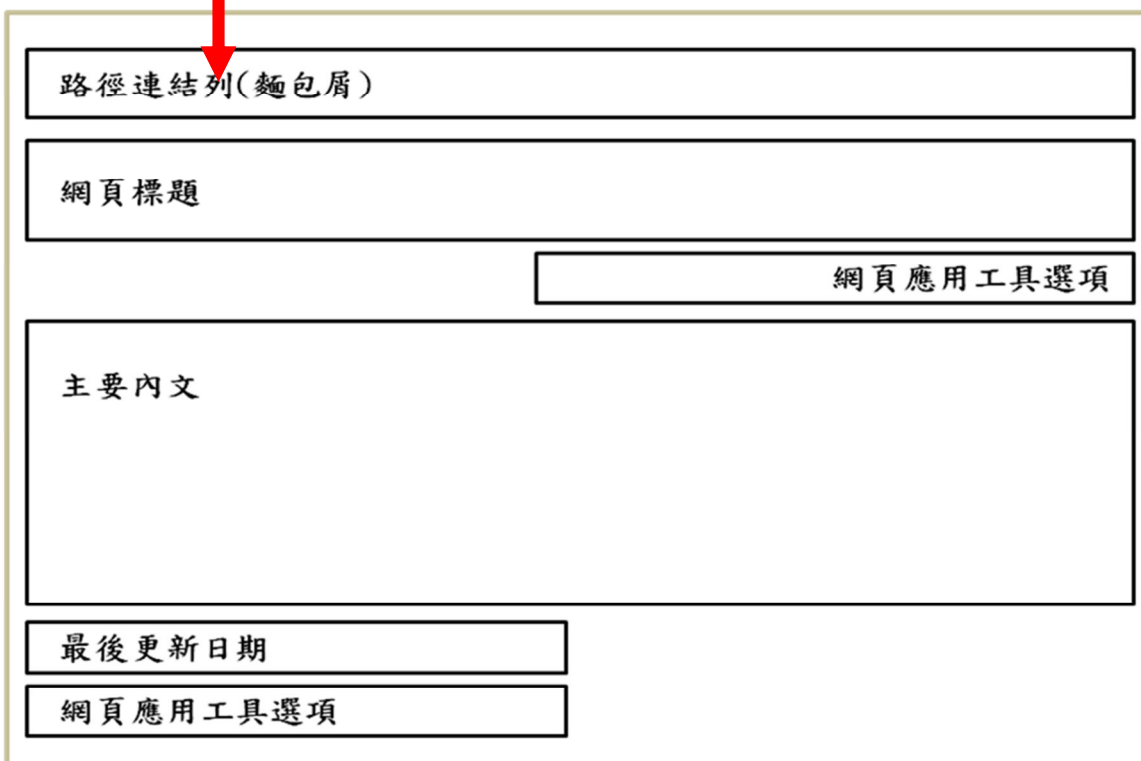 路徑連結列(麵包屑)
網頁標題
網頁應用工具選項
主要內文
最後更新日期
網頁應用工具選項